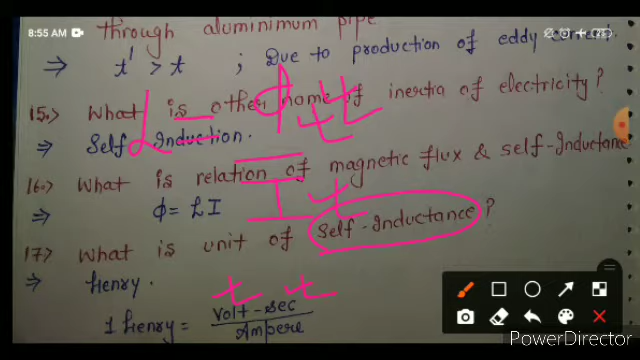 8:55 AM
through aluminimum pipe
⇒ t' > t ; Due to production of eddy current
15.) What is other name of inertia of electricity?
⇒ Self Induction.
16.) What is relation of magnetic flux & self-Inductance
⇒ ϕ = LI
17.) What is unit of Self-Inductance?
⇒ henry.
1 henry = Volt-sec / Ampere
PowerDirector